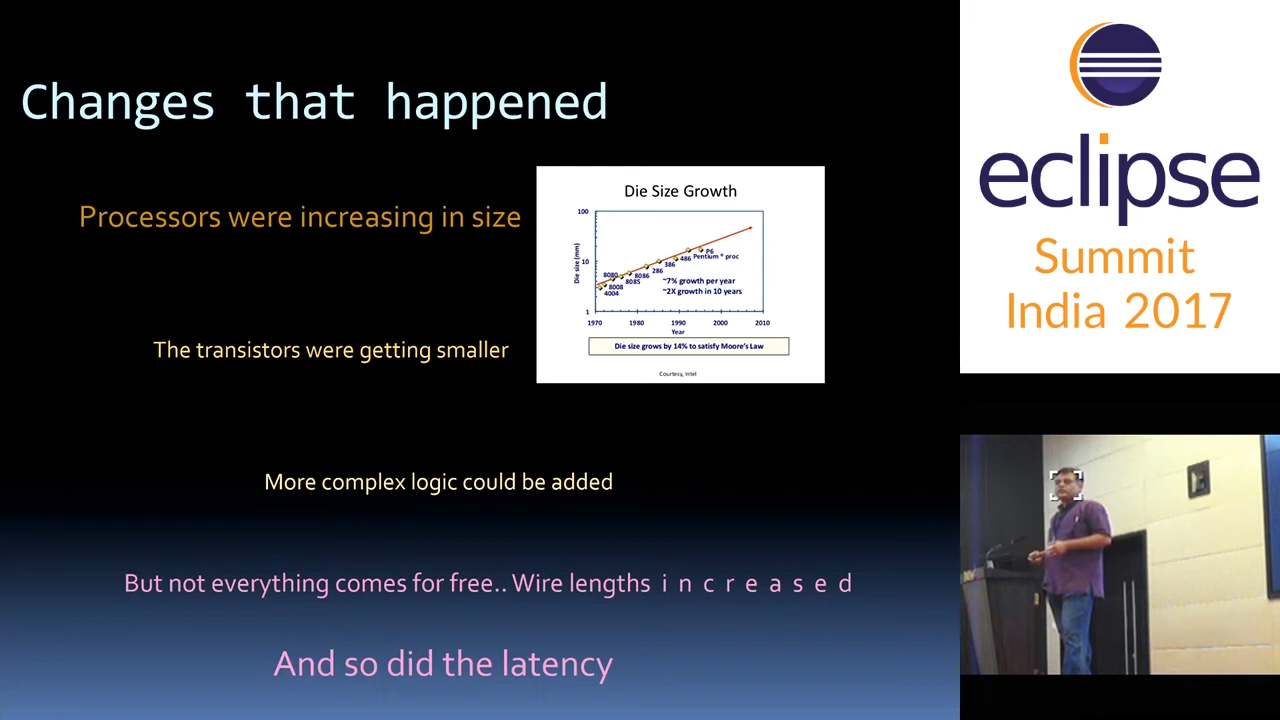 Changes that happened
Processors were increasing in size
Die Size Growth
100
10
1
Die size (mm)
4004
8008
8080
8085
8086
286
386
486
Pentium ® proc
P6
~7% growth per year
~2X growth in 10 years
1970 1980 1990 2000 2010
Year
Die size grows by 14% to satisfy Moore's Law
Courtesy, Intel
The transistors were getting smaller
More complex logic could be added
But not everything comes for free.. Wire lengths i n c r e a s e d
And so did the latency
eclipse
Summit
India 2017